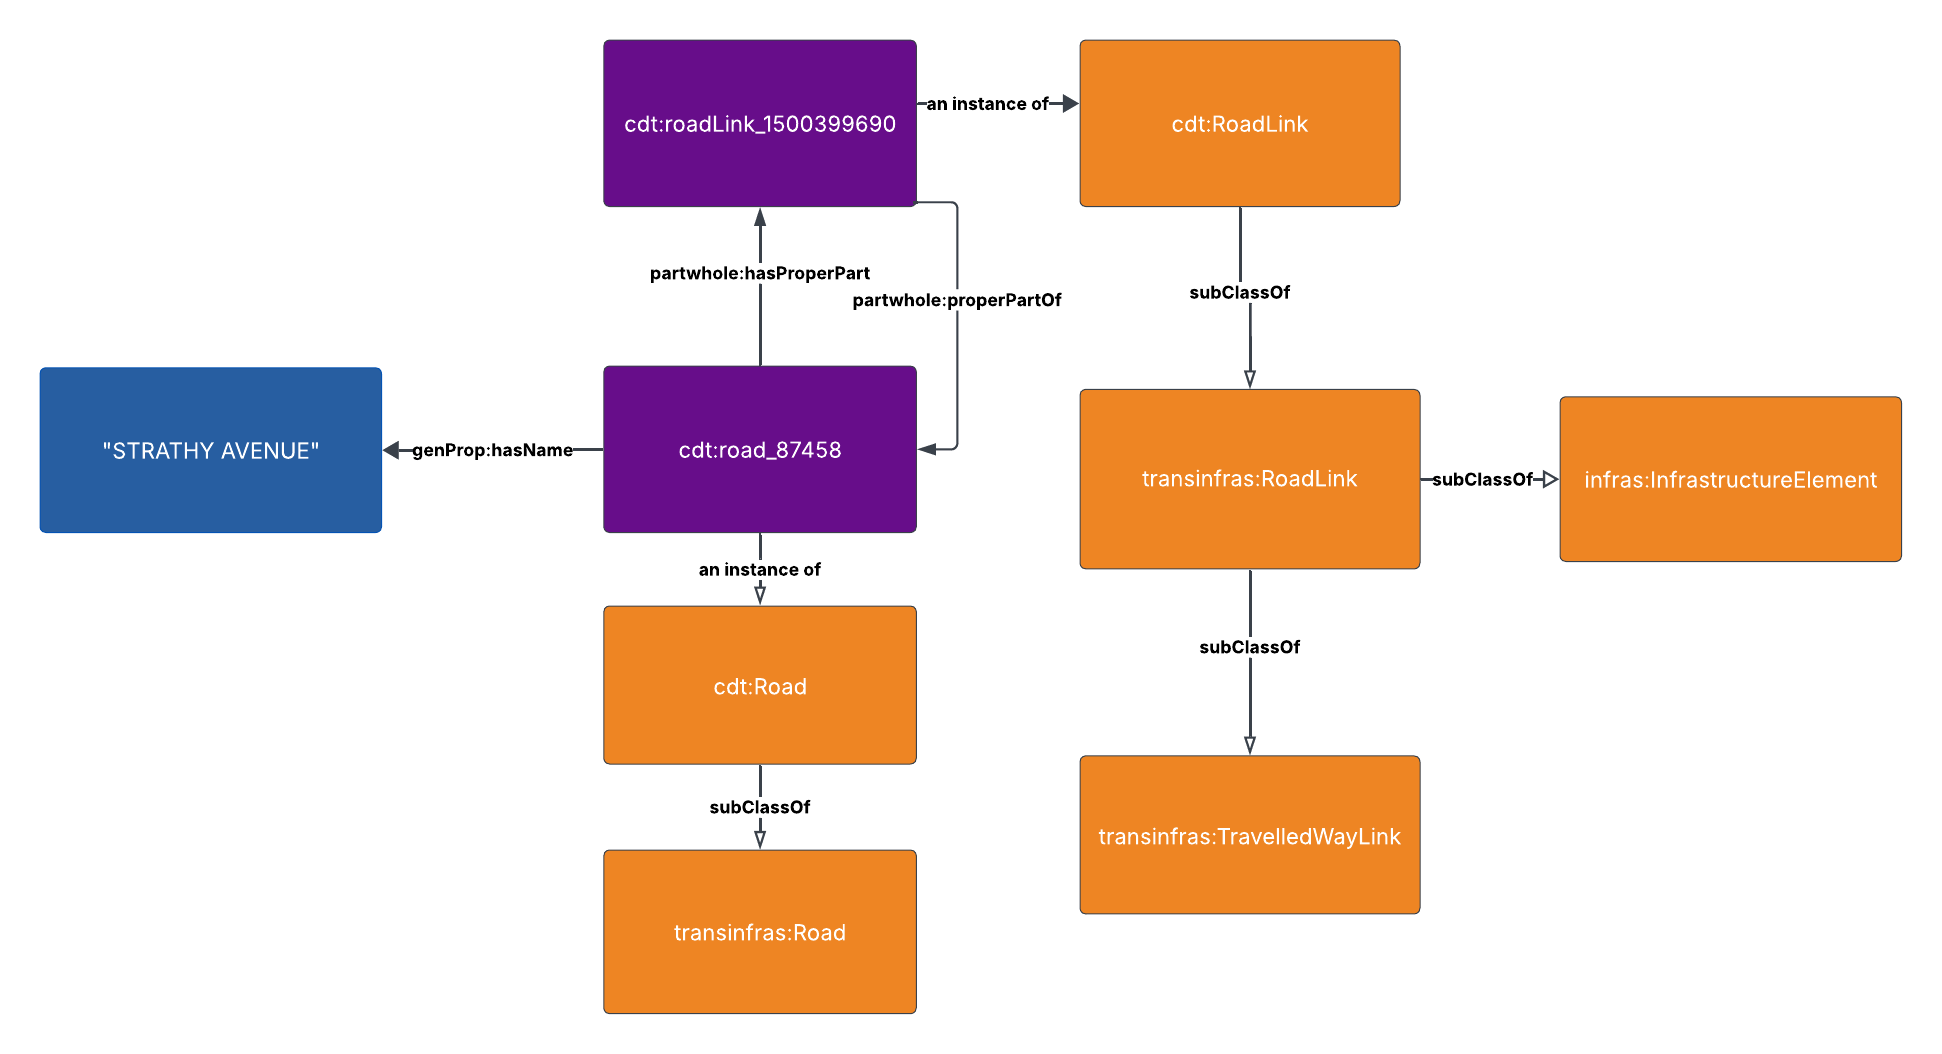 cdt:roadLink_1500399690
an instance of
cdt:RoadLink
partwhole:hasProperPart
partwhole:properPartOf
subClassOf
"STRATHY AVENUE"
genProp:hasName
cdt:road_87458
transinfras:RoadLink
subClassOf
infras:InfrastructureElement
an instance of
subClassOf
cdt:Road
subClassOf
transinfras:TravelledWayLink
transinfras:Road